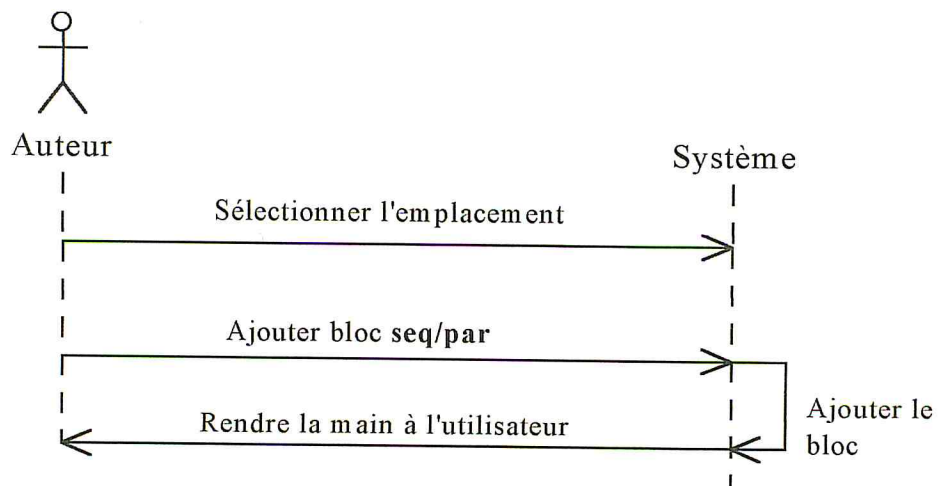 Auteur
Système
Sélectionner l'emplacement
Ajouter bloc seq/par
Rendre la main à l'utilisateur
Ajouter le
bloc